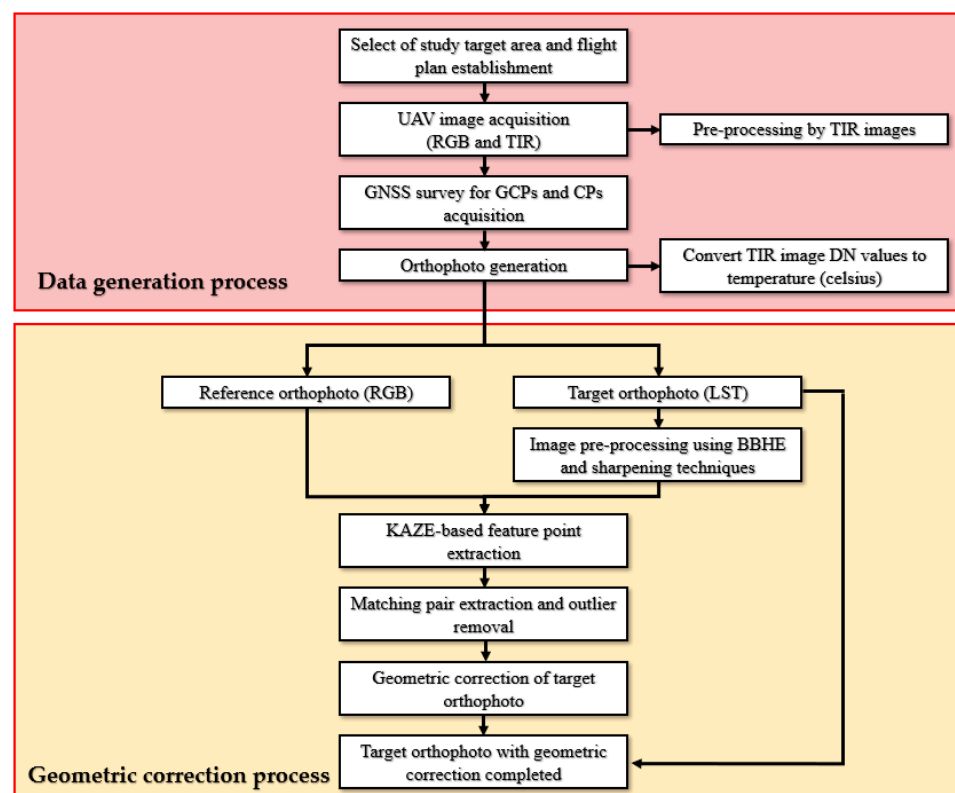 Select of study target area and flight
plan establishment
UAV image acquisition
(RGB and TIR)
Pre-processing by TIR images
GNSS survey for GCPs and CPs
acquisition
Orthophoto generation
Convert TIR image DN values to
temperature (celsius)
Data generation process
Reference orthophoto (RGB)
Target orthophoto (LST)
Image pre-processing using BBHE
and sharpening techniques
KAZE-based feature point
extraction
Matching pair extraction and outlier
removal
Geometric correction of target
orthophoto
Target orthophoto with geometric
correction completed
Geometric correction process